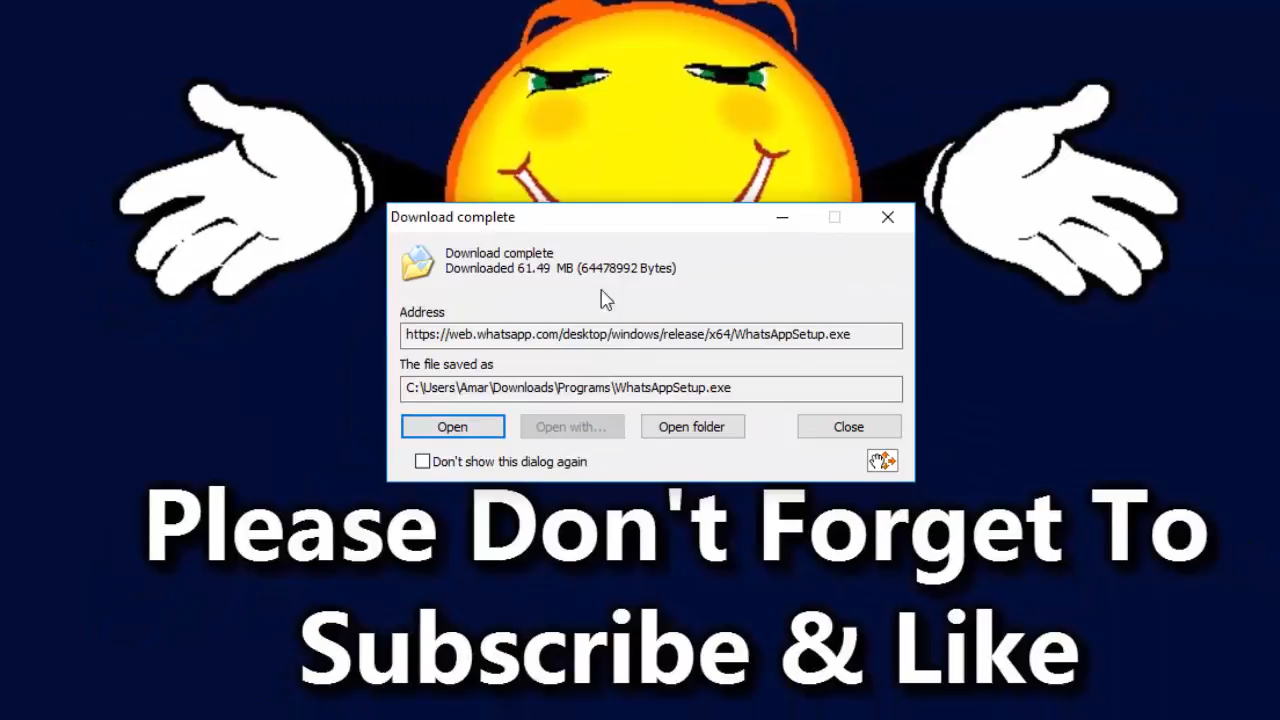 Download complete
Download complete
Downloaded 61.49 MB (64478992 Bytes)
Address
https://web.whatsapp.com/desktop/windows/release/x64/WhatsAppSetup.exe
The file saved as
C:\Users\Amar\Downloads\Programs\WhatsAppSetup.exe
Open Open with... Open folder Close
Don't show this dialog again
Please Don't Forget To
Subscribe & Like